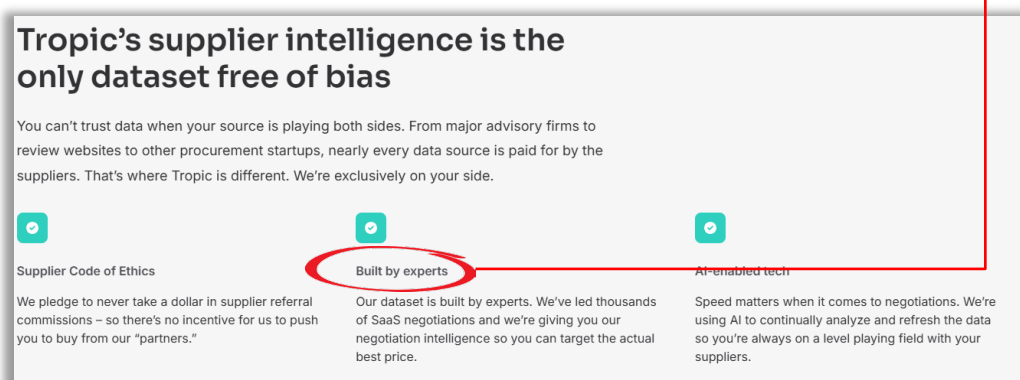 Tropic’s supplier intelligence is the
only dataset free of bias
You can’t trust data when your source is playing both sides. From major advisory firms to
review websites to other procurement startups, nearly every data source is paid for by the
suppliers. That’s where Tropic is different. We’re exclusively on your side.
Supplier Code of Ethics
We pledge to never take a dollar in supplier referral
commissions – so there’s no incentive for us to push
you to buy from our “partners.”
Built by experts
Our dataset is built by experts. We’ve led thousands
of SaaS negotiations and we’re giving you our
negotiation intelligence so you can target the actual
best price.
AI-enabled tech
Speed matters when it comes to negotiations. We’re
using AI to continually analyze and refresh the data
so you’re always on a level playing field with your
suppliers.